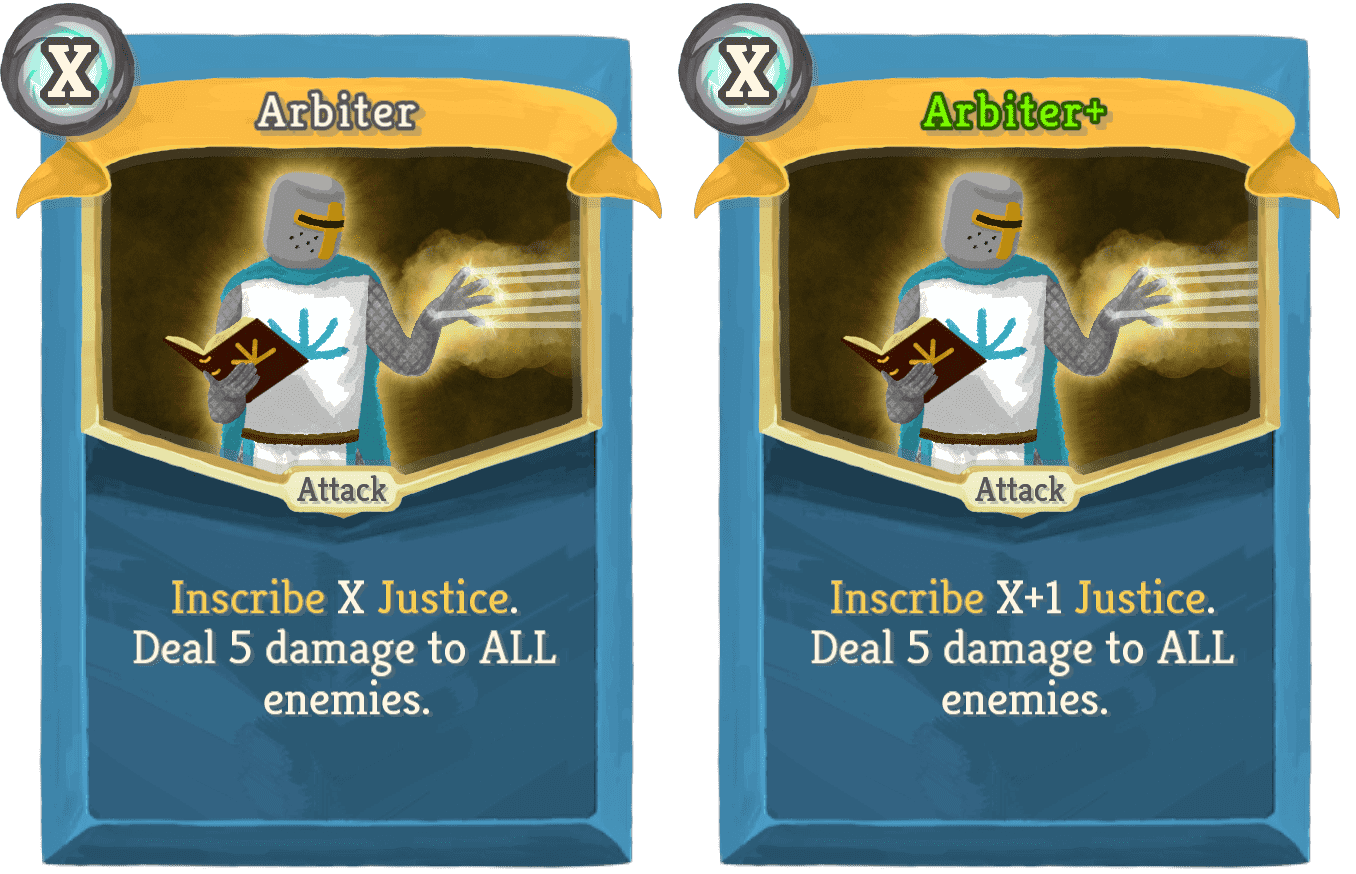 X
Arbiter
Attack
Inscribe X Justice.
Deal 5 damage to ALL
enemies.
X
Arbiter+
Attack
Inscribe X+1 Justice.
Deal 5 damage to ALL
enemies.